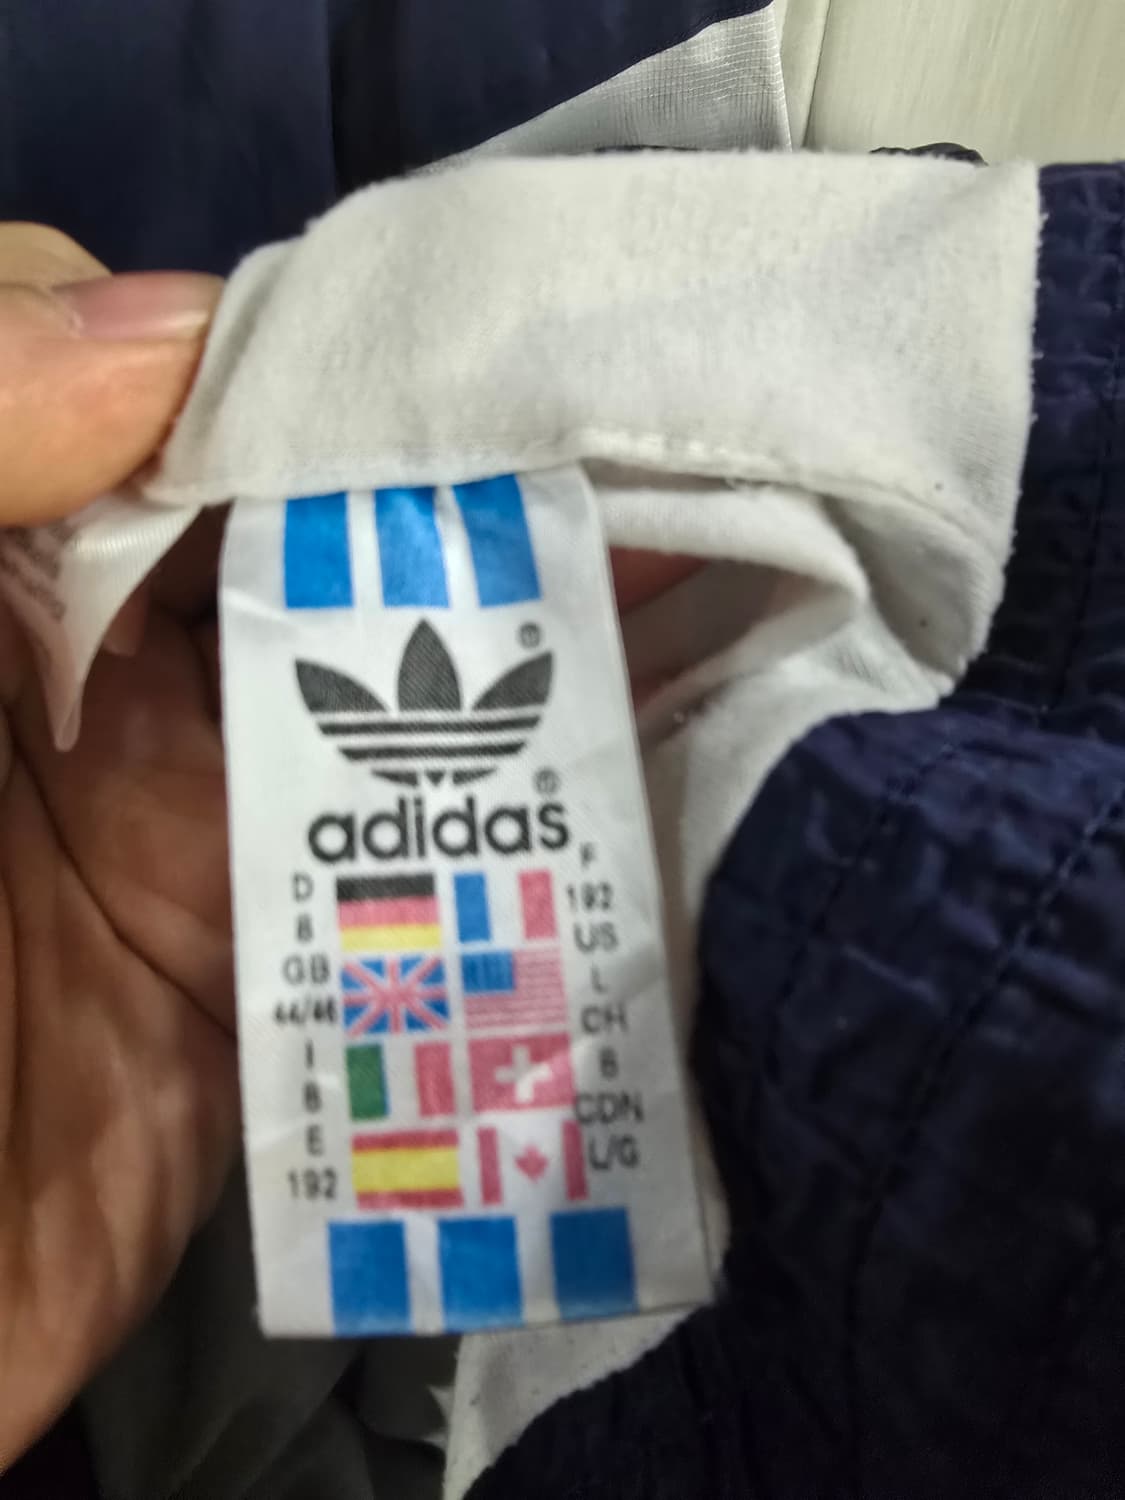 adidas
D
8
GB
44/46
I
8
E
192
F
192
US
L
CH
8
CDN
L/G